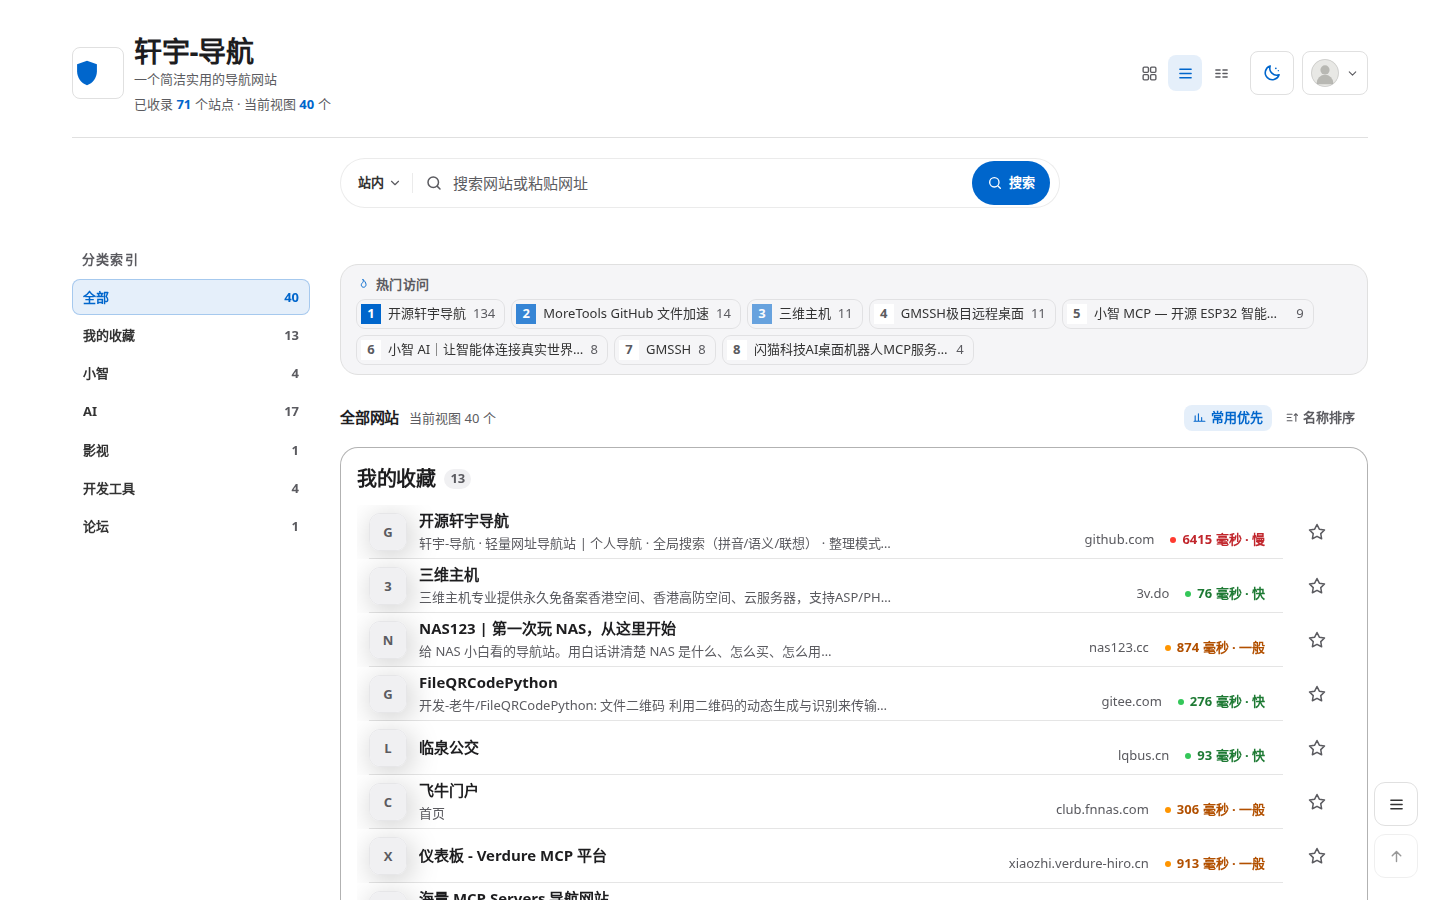 轩宇-导航
一个简洁实用的导航网站
已收录 71 个站点 · 当前视图 40 个
站内
搜索网站或粘贴网址
搜索
分类索引
全部 40
我的收藏 13
小智 4
AI 17
影视 1
开发工具 4
论坛 1
热门访问
1 开源轩宇导航 134
2 MoreTools GitHub 文件加速 14
3 三维主机 11
4 GMSSH极目远程桌面 11
5 小智 MCP — 开源 ESP32 智能... 9
6 小智 AI｜让智能体连接真实世界... 8
7 GMSSH 8
8 闪猫科技AI桌面机器人MCP服务... 4
全部网站 当前视图 40 个
常用优先
名称排序
我的收藏 13
G
开源轩宇导航
轩宇-导航 · 轻量网址导航站 | 个人导航 · 全局搜索（拼音/语义/联想） · 整理模式...
github.com 6415 毫秒 · 慢
3
三维主机
三维主机专业提供永久免备案香港空间、香港高防空间、云服务器，支持ASP/PH...
3v.do 76 毫秒 · 快
N
NAS123 | 第一次玩 NAS，从这里开始
给 NAS 小白看的导航站。用白话讲清楚 NAS 是什么、怎么买、怎么用...
nas123.cc 874 毫秒 · 一般
G
FileQRCodePython
开发-老牛/FileQRCodePython: 文件二维码 利用二维码的动态生成与识别来传输...
gitee.com 276 毫秒 · 快
L
临泉公交
lqbus.cn 93 毫秒 · 快
C
飞牛门户
首页
club.fnnas.com 306 毫秒 · 一般
X
仪表板 - Verdure MCP 平台
xiaozhi.verdure-hiro.cn 913 毫秒 · 一般
海量 MCP Servers 导航网站